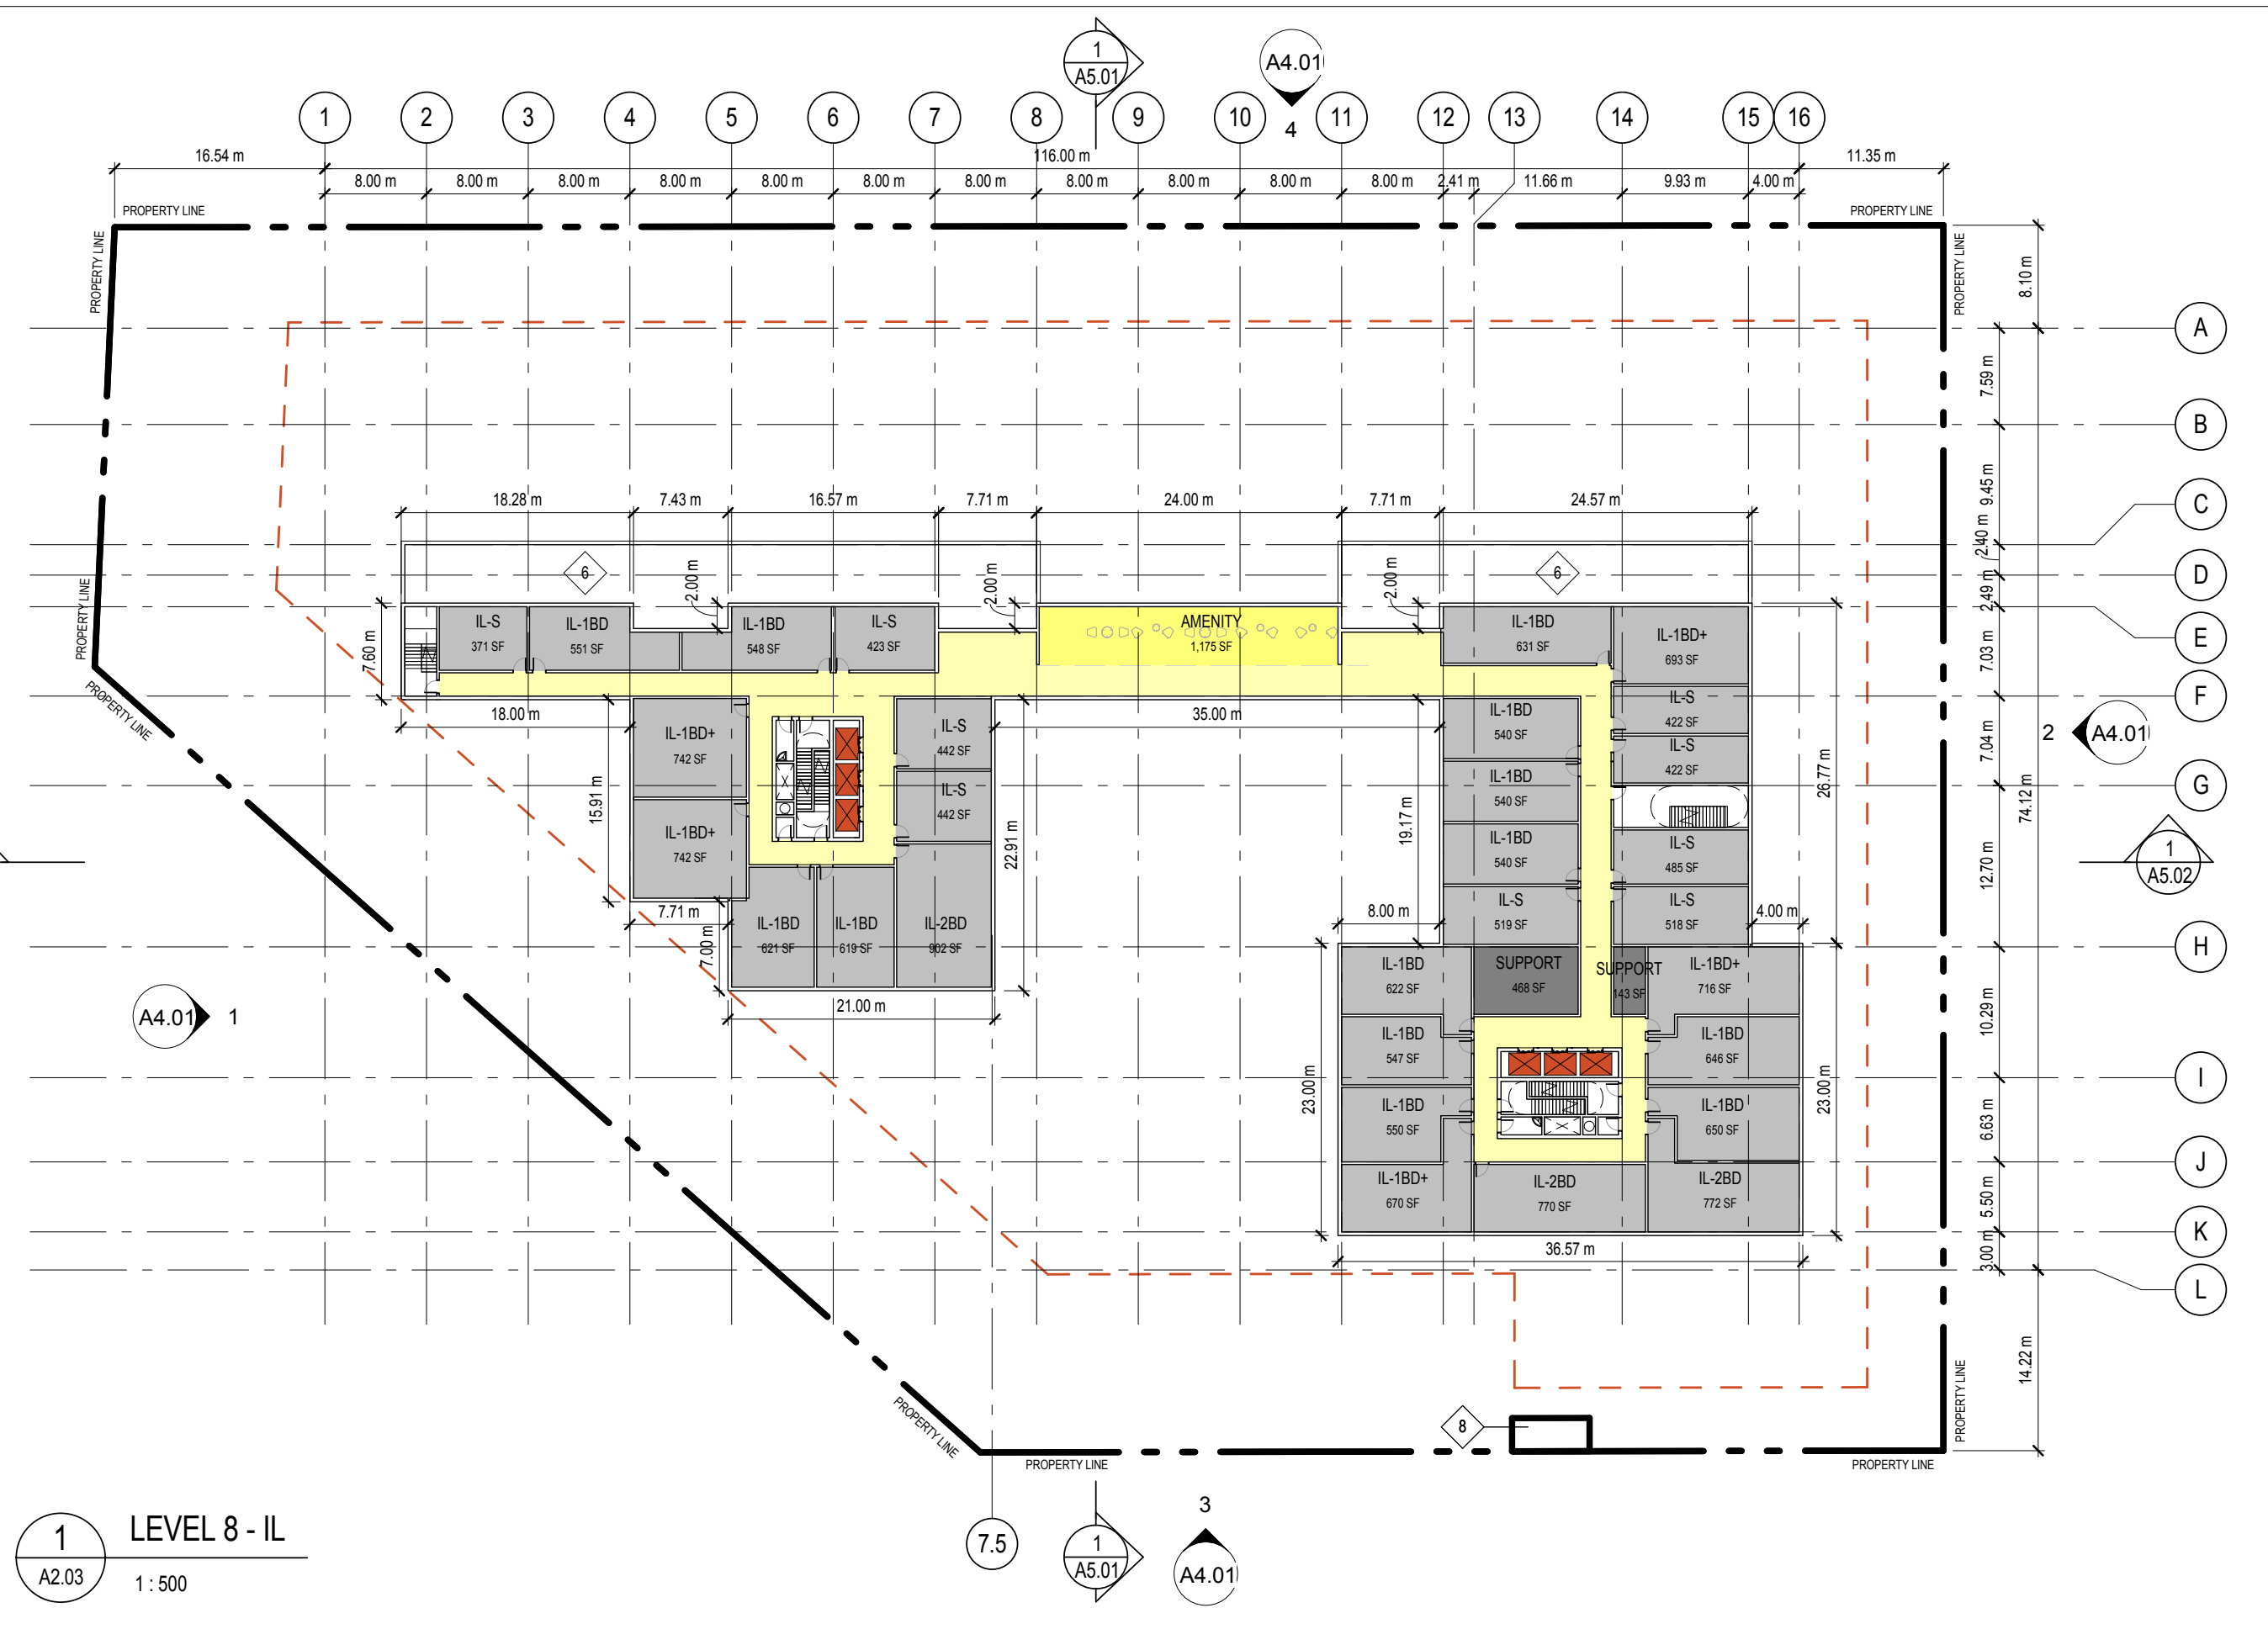 1
A5.01
A4.01
4
1
2
3
4
5
6
7
8
9
10
11
12
13
14
15
16
16.54 m
116.00 m
11.35 m
8.00 m
8.00 m
8.00 m
8.00 m
8.00 m
8.00 m
8.00 m
8.00 m
8.00 m
8.00 m
8.00 m
2.41 m
11.66 m
9.93 m
4.00 m
PROPERTY LINE
PROPERTY LINE
PROPERTY LINE
PROPERTY LINE
PROPERTY LINE
PROPERTY LINE
8.10 m
A
7.59 m
B
9.45 m
C
2.40 m
D
2.49 m
E
7.03 m
F
7.04 m
G
74.12 m
12.70 m
H
10.29 m
I
6.63 m
J
5.50 m
K
3.00 m
L
14.22 m
18.28 m
7.43 m
16.57 m
7.71 m
24.00 m
7.71 m
24.57 m
6
2.00 m
2.00 m
2.00 m
6
7.60 m
IL-S
371 SF
IL-1BD
551 SF
IL-1BD
548 SF
IL-S
423 SF
AMENITY
1,175 SF
IL-1BD
631 SF
IL-1BD+
693 SF
IL-S
422 SF
IL-S
422 SF
18.00 m
35.00 m
IL-1BD+
742 SF
IL-1BD+
742 SF
15.91 m
IL-S
442 SF
IL-S
442 SF
22.91 m
IL-1BD
540 SF
IL-1BD
540 SF
IL-1BD
540 SF
IL-S
519 SF
19.17 m
26.77 m
IL-S
485 SF
IL-S
518 SF
2
A4.01
1
A5.02
7.71 m
7.00 m
IL-1BD
621 SF
IL-1BD
619 SF
IL-2BD
902 SF
21.00 m
8.00 m
4.00 m
IL-1BD
622 SF
SUPPORT
468 SF
SUPPORT
143 SF
IL-1BD+
716 SF
IL-1BD
547 SF
IL-1BD
646 SF
IL-1BD
550 SF
IL-1BD
650 SF
IL-1BD+
670 SF
IL-2BD
770 SF
IL-2BD
772 SF
23.00 m
23.00 m
36.57 m
A4.01
1
8
PROPERTY LINE
PROPERTY LINE
PROPERTY LINE
PROPERTY LINE
7.5
1
A5.01
3
A4.01
1
A2.03
LEVEL 8 - IL
1 : 500